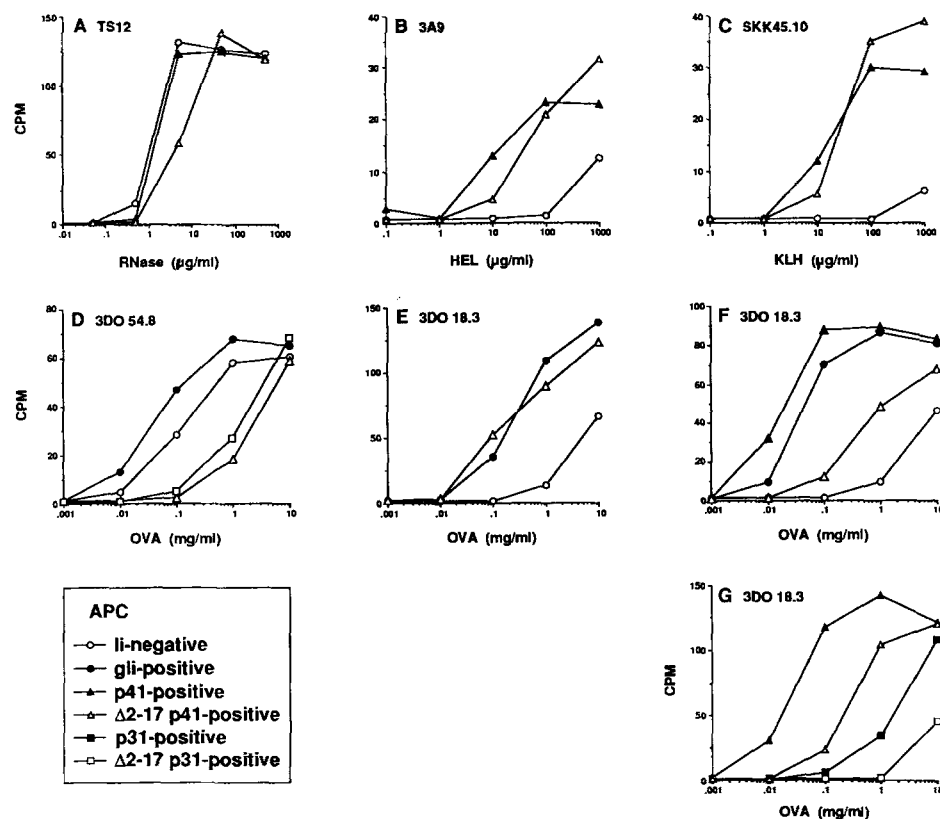 A TS12
150
100
50
0
CPM
.01 .1 1 10 100 1000
RNase (µg/ml)
B 3A9
40
30
20
10
0
.1 1 10 100 1000
HEL (µg/ml)
C SKK45.10
40
30
20
10
0
.1 1 10 100 1000
KLH (µg/ml)
D 3DO 54.8
80
60
40
20
0
CPM
.001 .01 .1 1 10
OVA (mg/ml)
E 3DO 18.3
150
100
50
0
.001 .01 .1 1 10
OVA (mg/ml)
F 3DO 18.3
100
80
60
40
20
0
.001 .01 .1 1 10
OVA (mg/ml)
APC
Ii-negative
gIi-positive
p41-positive
Δ2-17 p41-positive
p31-positive
Δ2-17 p31-positive
G 3DO 18.3
150
100
50
0
CPM
.001 .01 .1 1 10
OVA (mg/ml)